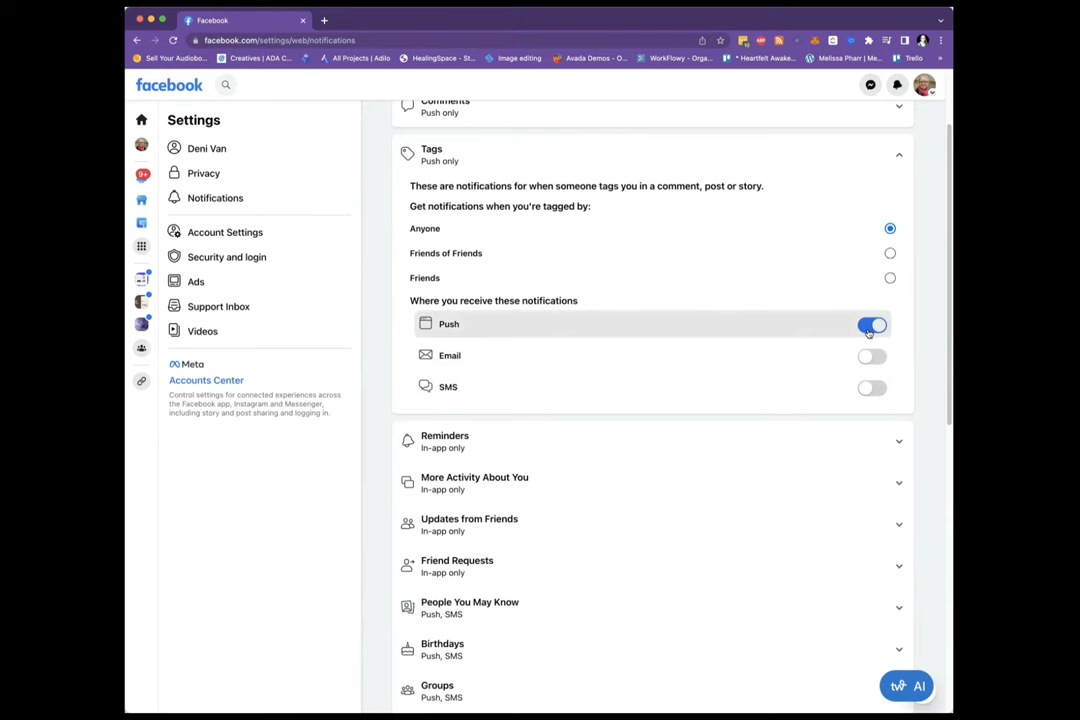 Facebook
facebook.com/settings/web/notifications
Sell Your Audiobo...
Creatives | ADA C...
All Projects | Adilo
HealingSpace - St...
Image editing
Avada Demos - O...
WorkFlowy - Orga...
* Heartfelt Awake...
Melissa Pharr | Me...
Trello
»
facebook
Settings
Deni Van
Privacy
Notifications
Account Settings
Security and login
Ads
Support Inbox
Videos
Meta
Accounts Center
Control settings for connected experiences across
the Facebook app, Instagram and Messenger,
including story and post sharing and logging in.
9+
Comments
Push only
Tags
Push only
These are notifications for when someone tags you in a comment, post or story.
Get notifications when you're tagged by:
Anyone
Friends of Friends
Friends
Where you receive these notifications
Push
Email
SMS
Reminders
In-app only
More Activity About You
In-app only
Updates from Friends
In-app only
Friend Requests
In-app only
People You May Know
Push, SMS
Birthdays
Push, SMS
Groups
Push, SMS
tw AI